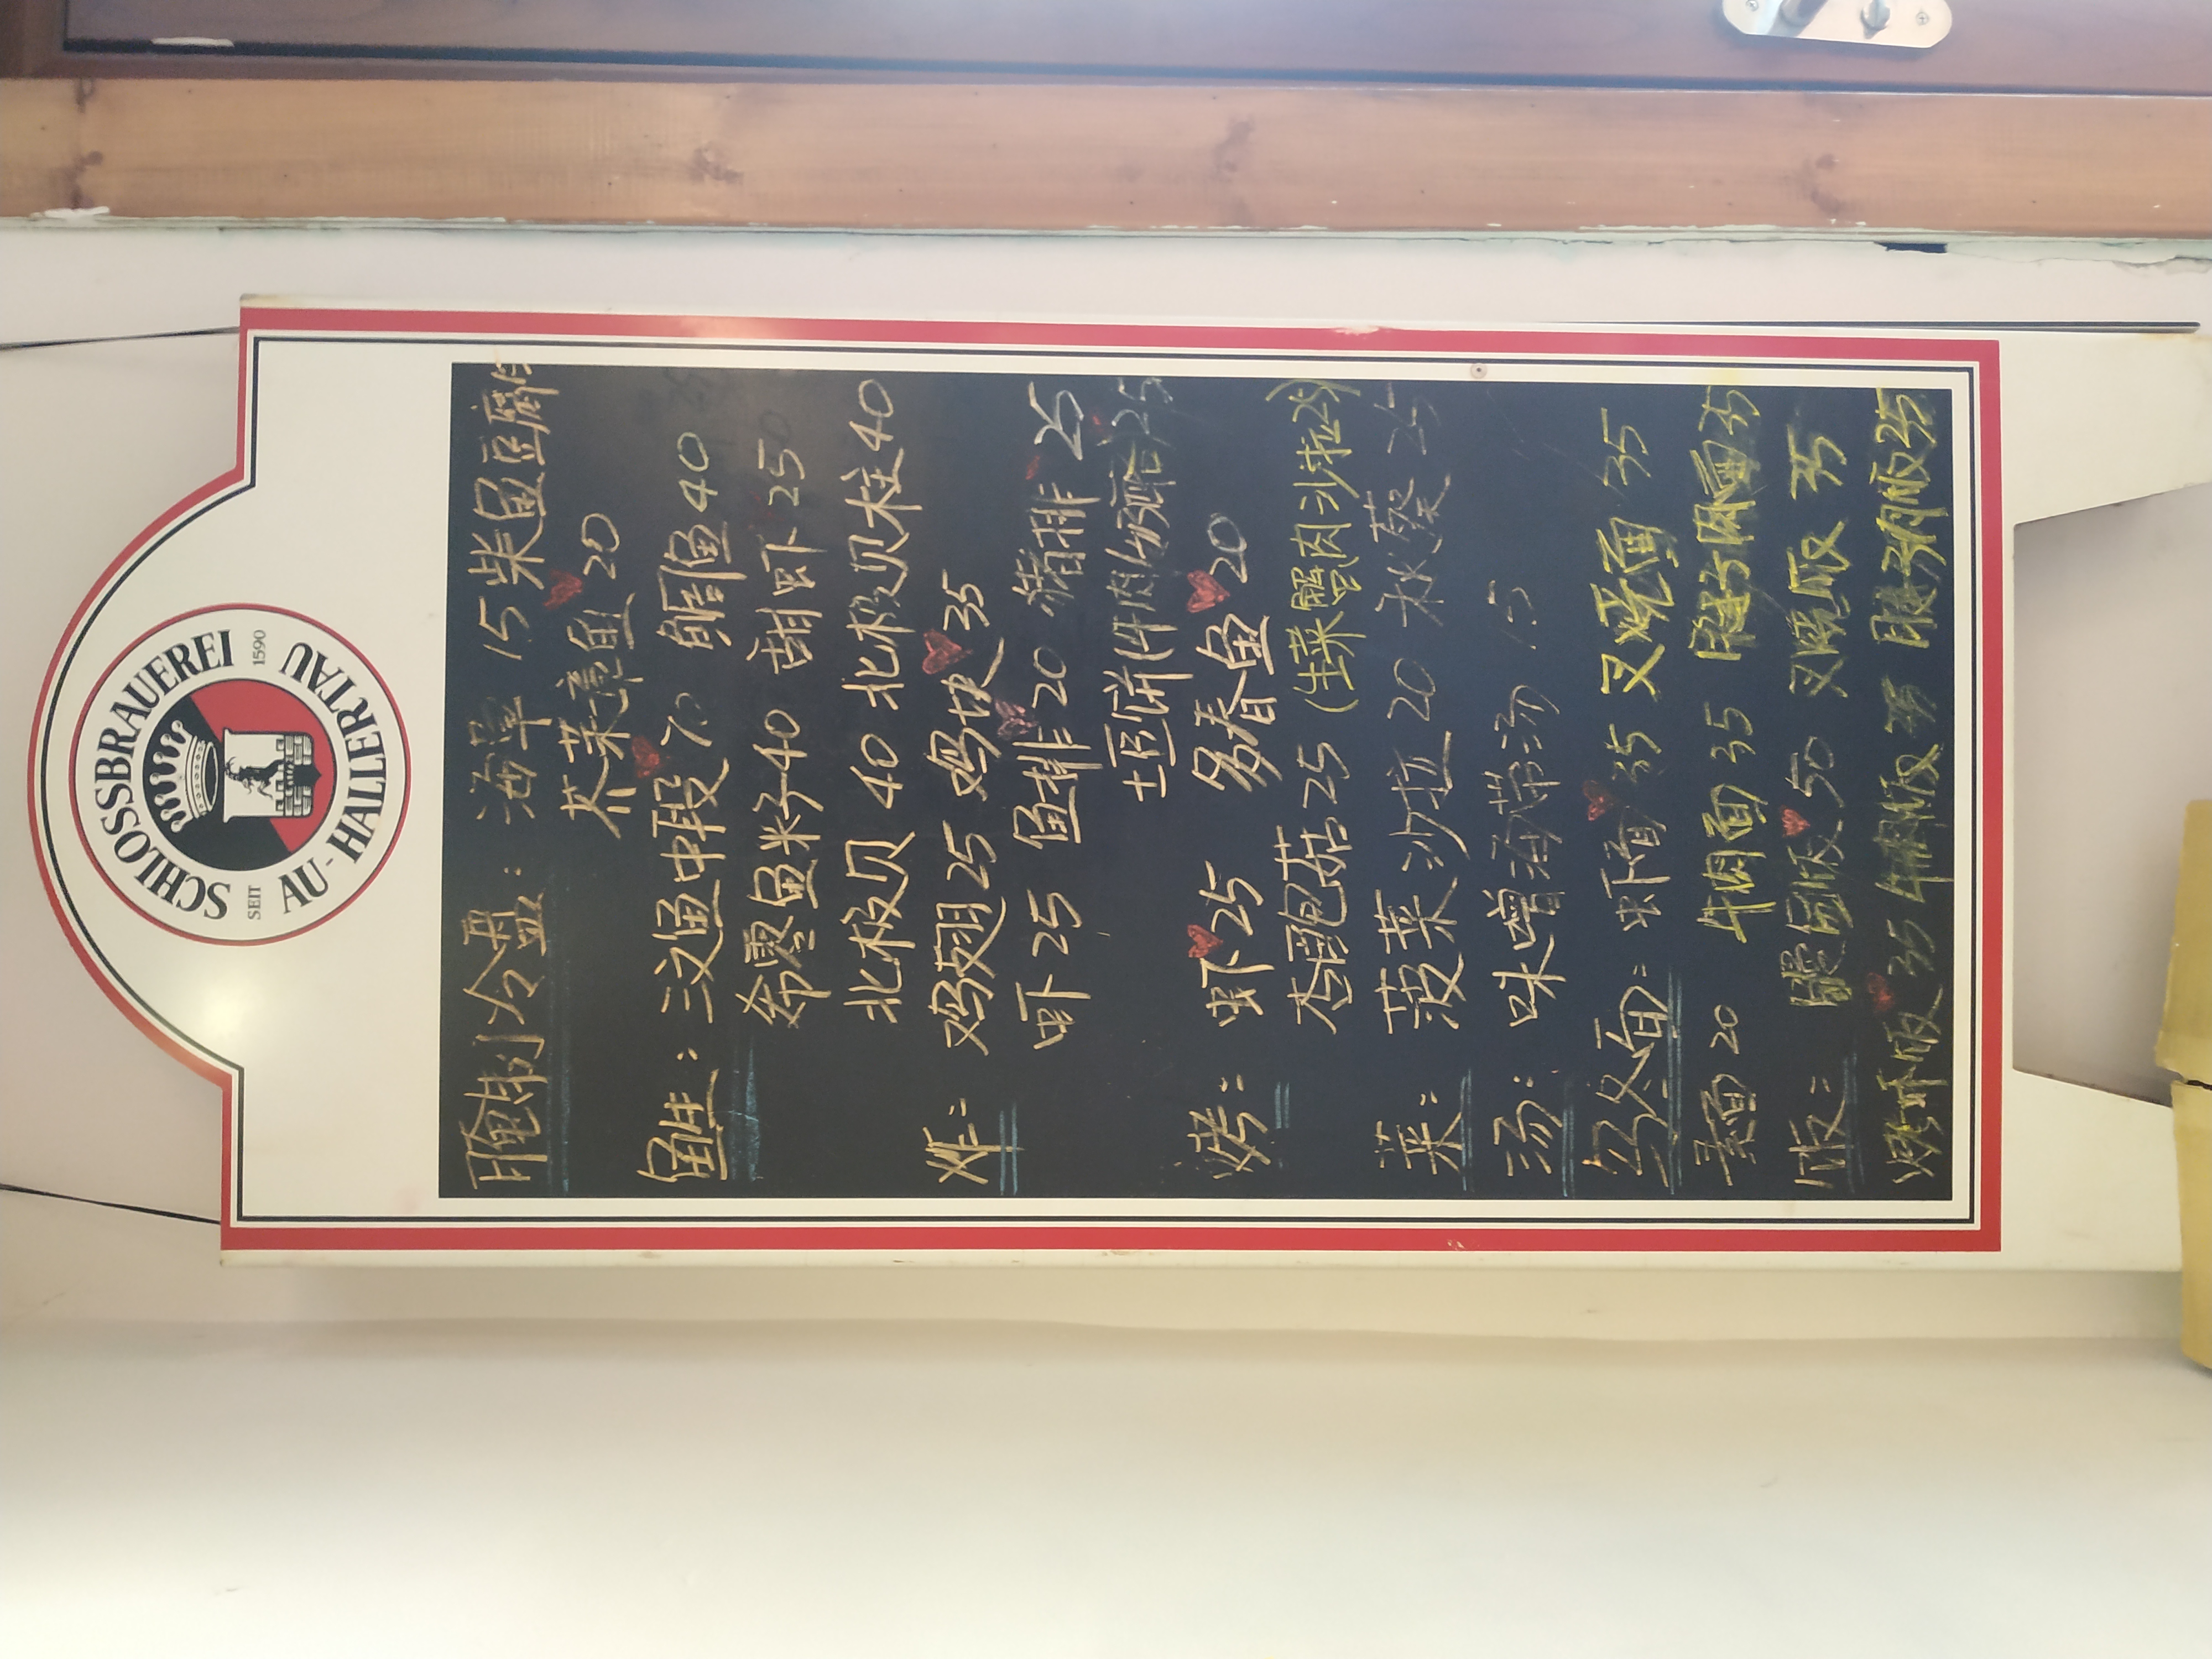 SCHLOSSBRAUEREI
SEIT 1590
AU-HALLERTAU
腌制冷盘: 海草 15 柴鱼豆腐
芥茉章鱼 20
鱼生: 三文鱼中段 70 鲷鱼 40
希零鱼籽 40 甜虾 25
北极贝 40 北极贝柱 40
炸: 鸡翅 25 鸡块 35
虾 25 鱼排 20 猪排 25
土豆饼(牛肉/奶酪) 25
烤: 虾 25 多春鱼 20
杏鲍菇 25 (生菜蟹肉沙拉 25)
菜: 菠菜沙拉 20 秋葵 25
汤: 味噌海带汤 15
乌冬面: 虾面 35 叉烧面 35
素面 20 牛肉面 35 腱子肉面 35
饭: 鳗鱼饭 50 叉烧饭 35
烤虾饭 35 牛肉饭 35 腱子肉饭 35